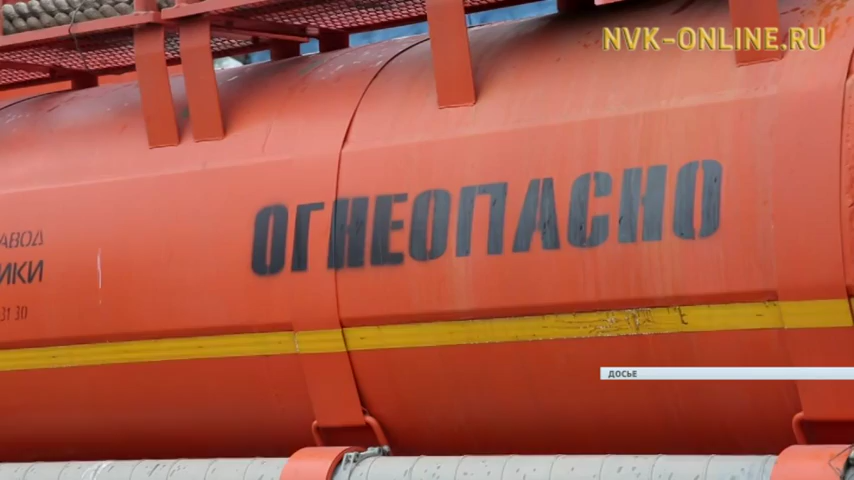 NVK-ONLINE.RU
ОГНЕОПАСНО
АВОД
ИКИ
31 30
ДОСЬЕ